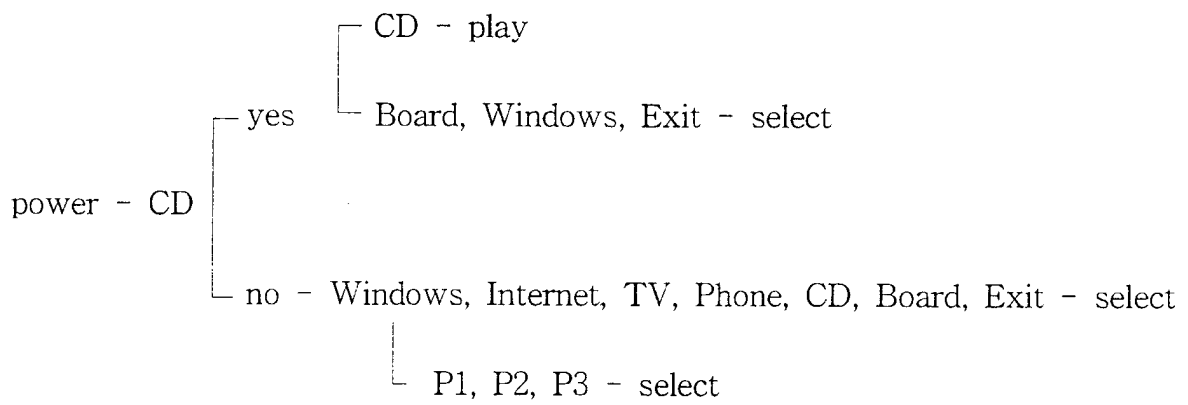 CD - play
yes
Board, Windows, Exit - select
power - CD
no - Windows, Internet, TV, Phone, CD, Board, Exit - select
P1, P2, P3 - select